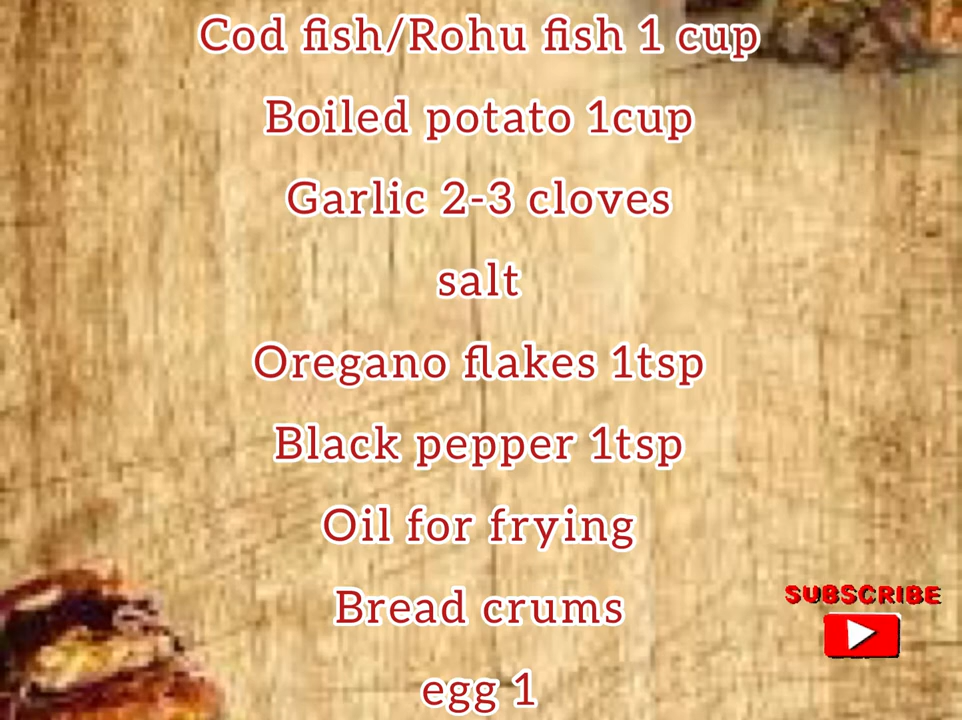 Cod fish/Rohu fish 1 cup
Boiled potato 1cup
Garlic 2-3 cloves
salt
Oregano flakes 1tsp
Black pepper 1tsp
Oil for frying
Bread crums
SUBSCRIBE
egg 1